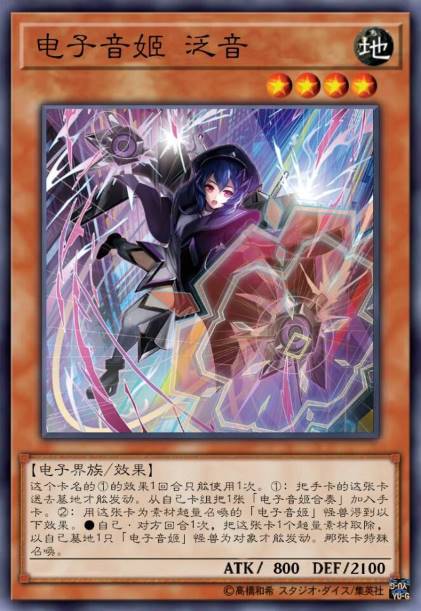 电子音姬 泛音
地
【电子界族/效果】
这个卡名的①的效果1回合只能使用1次。①：把手卡的这张卡
送去墓地才能发动。从自己卡组把1张「电子音姬合奏」加入手
卡。②：用这张卡为素材超量召唤的「电子音姬」怪兽得到以
下效果。●自己·对方回合1次，把这张卡1个超量素材取除，
以自己墓地1只「电子音姬」怪兽为对象才能发动。那张卡特殊
召唤。
ATK/ 800 DEF/2100
©高橋和希 スタジオ·ダイス/集英社